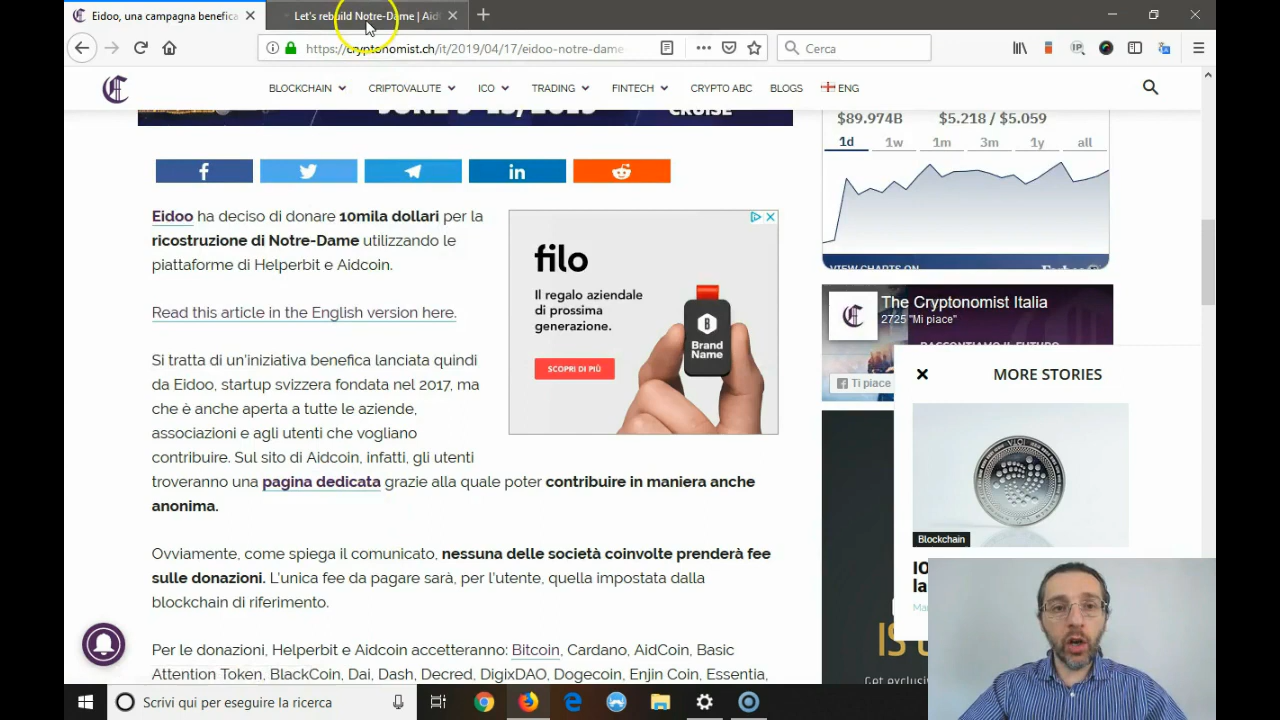 Eidoo, una campagna benefica
Let's rebuild Notre-Dame | Aid
https://cryptonomist.ch/it/2019/04/17/eidoo-notre-dame
Cerca
BLOCKCHAIN
CRIPTOVALUTE
ICO
TRADING
FINTECH
CRYPTO ABC
BLOGS
ENG
CRUISE
$89.974B
$5.218 / $5.059
1d
1w
1m
3m
1y
all
VIEW CHARTS ON
Eidoo ha deciso di donare 10mila dollari per la
ricostruzione di Notre-Dame utilizzando le
piattaforme di Helperbit e Aidcoin.
Read this article in the English version here.
Si tratta di un'iniziativa benefica lanciata quindi
da Eidoo, startup svizzera fondata nel 2017, ma
che è anche aperta a tutte le aziende,
associazioni e agli utenti che vogliano
contribuire. Sul sito di Aidcoin, infatti, gli utenti
troveranno una pagina dedicata grazie alla quale poter contribuire in maniera anche
anonima.
Ovviamente, come spiega il comunicato, nessuna delle società coinvolte prenderà fee
sulle donazioni. L'unica fee da pagare sarà, per l'utente, quella impostata dalla
blockchain di riferimento.
Per le donazioni, Helperbit e Aidcoin accetteranno: Bitcoin, Cardano, AidCoin, Basic
Attention Token, BlackCoin, Dai, Dash, Decred, DigixDAO, Dogecoin, Enjin Coin, Essentia,
filo
Il regalo aziendale
di prossima
generazione.
SCOPRI DI PIÙ
B
Brand
Name
The Cryptonomist Italia
2725 "Mi piace"
Ti piace
MORE STORIES
Blockchain
IS
Get exclusiv
Scrivi qui per eseguire la ricerca